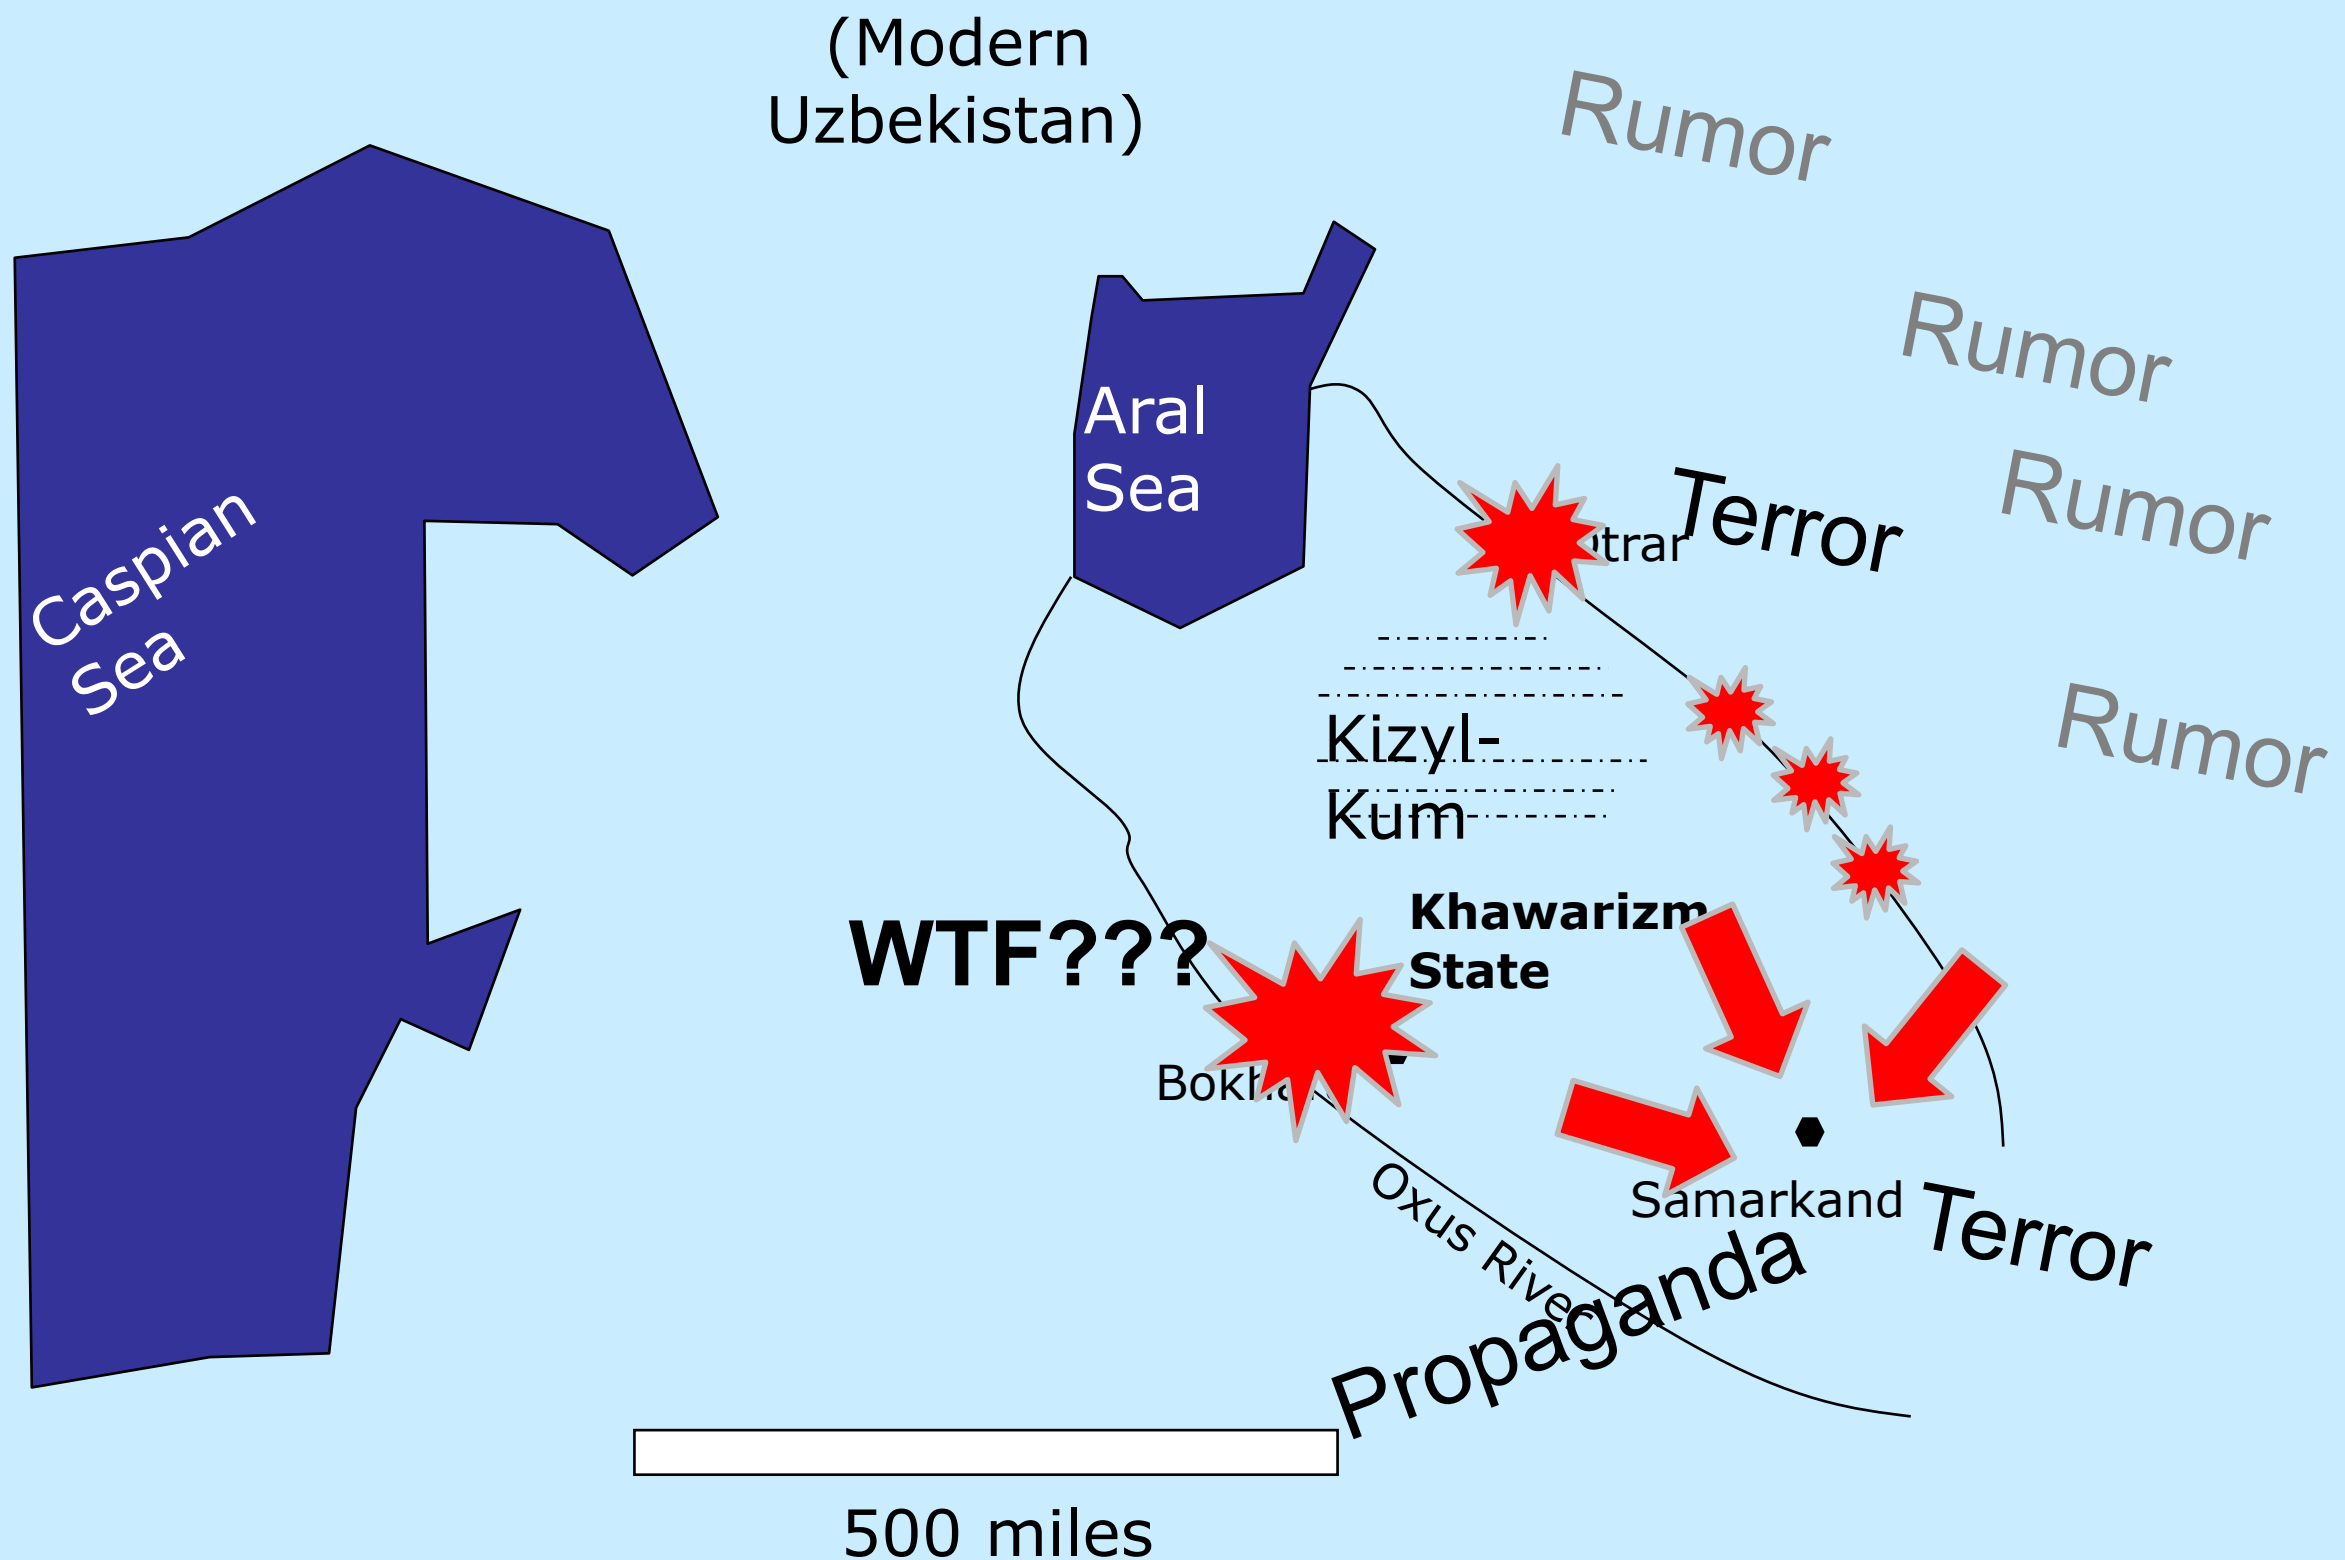 (Modern
Uzbekistan)
Rumor
Rumor
Aral
Sea
Rumor
Terror
Caspian
Sea
Rumor
Kizyl-
Kum
Khawarizm
State
WTF???
Samarkand
Terror
Oxus River
Propaganda
500 miles